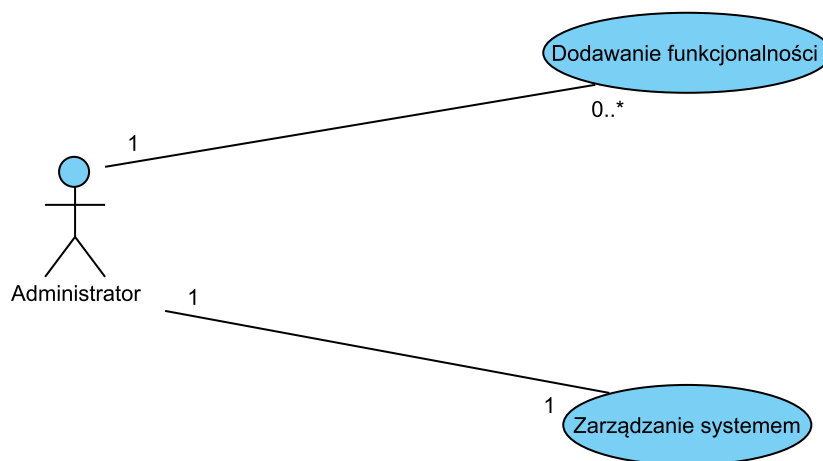 Dodawanie funkcjonalności
0..*
1
Administrator
1
1
Zarządzanie systemem